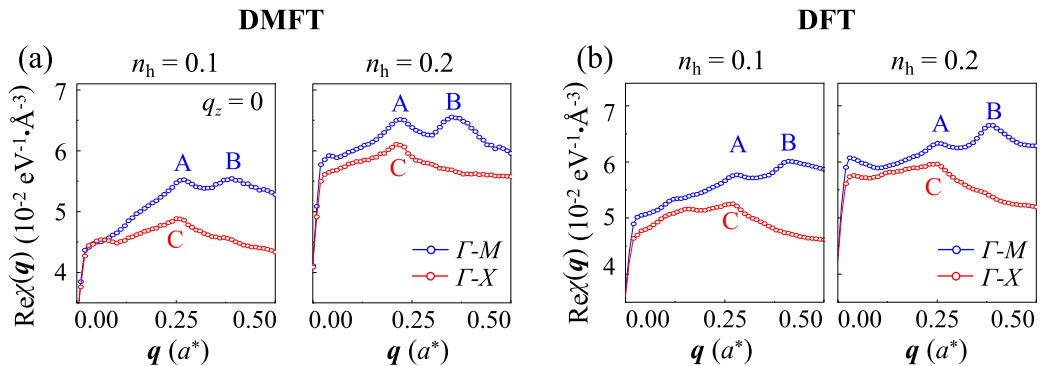 DMFT
DFT
(a)
(b)
n_h = 0.1
n_h = 0.2
n_h = 0.1
n_h = 0.2
Reχ(q) (10⁻² eV⁻¹•Å⁻³)
7
6
5
4
q_z = 0
A
B
C
0.00 0.25 0.50
q (a*)
A
B
C
Γ-M
Γ-X
0.00 0.25 0.50
q (a*)
Reχ(q) (10⁻² eV⁻¹•Å⁻³)
7
6
5
4
A
B
C
0.00 0.25 0.50
q (a*)
A
B
C
Γ-M
Γ-X
0.00 0.25 0.50
q (a*)